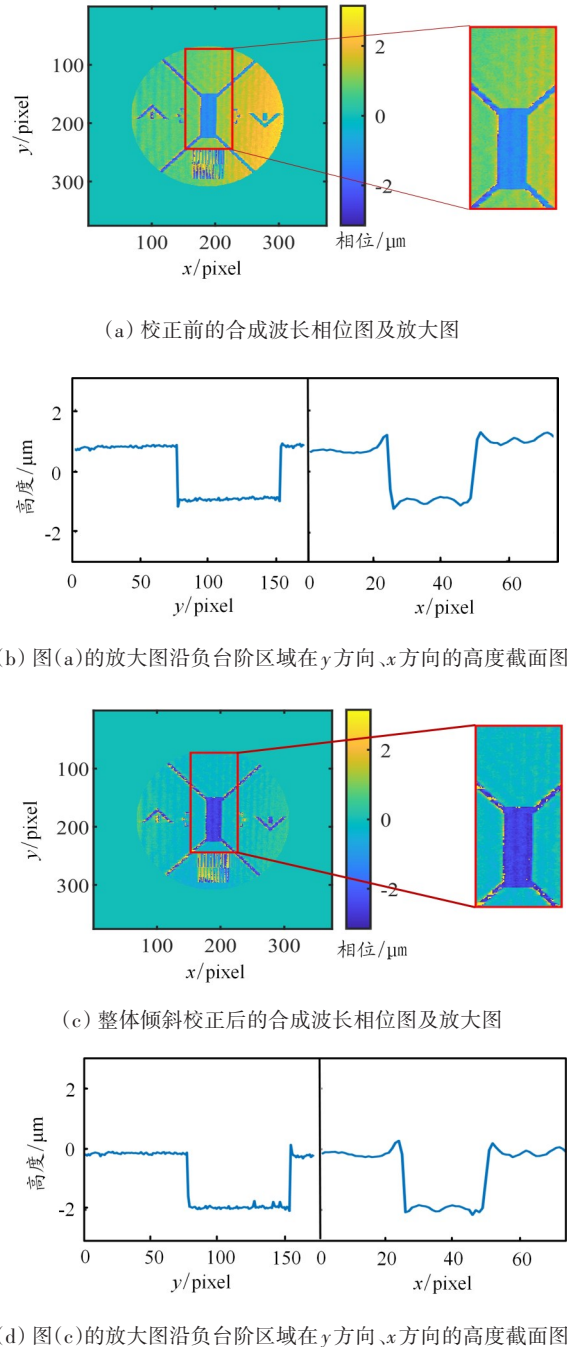 100
200
300
y/pixel
100 200 300
x/pixel
2
0
-2
相位/μm
(a) 校正前的合成波长相位图及放大图
2
0
-2
高度/μm
0 50 100 150
y/pixel
0 20 40 60
x/pixel
(b) 图(a)的放大图沿负台阶区域在y方向、x方向的高度截面图
100
200
300
y/pixel
100 200 300
x/pixel
2
0
-2
相位/μm
(c) 整体倾斜校正后的合成波长相位图及放大图
2
0
-2
高度/μm
0 50 100 150
y/pixel
0 20 40 60
x/pixel
(d) 图(c)的放大图沿负台阶区域在y方向、x方向的高度截面图